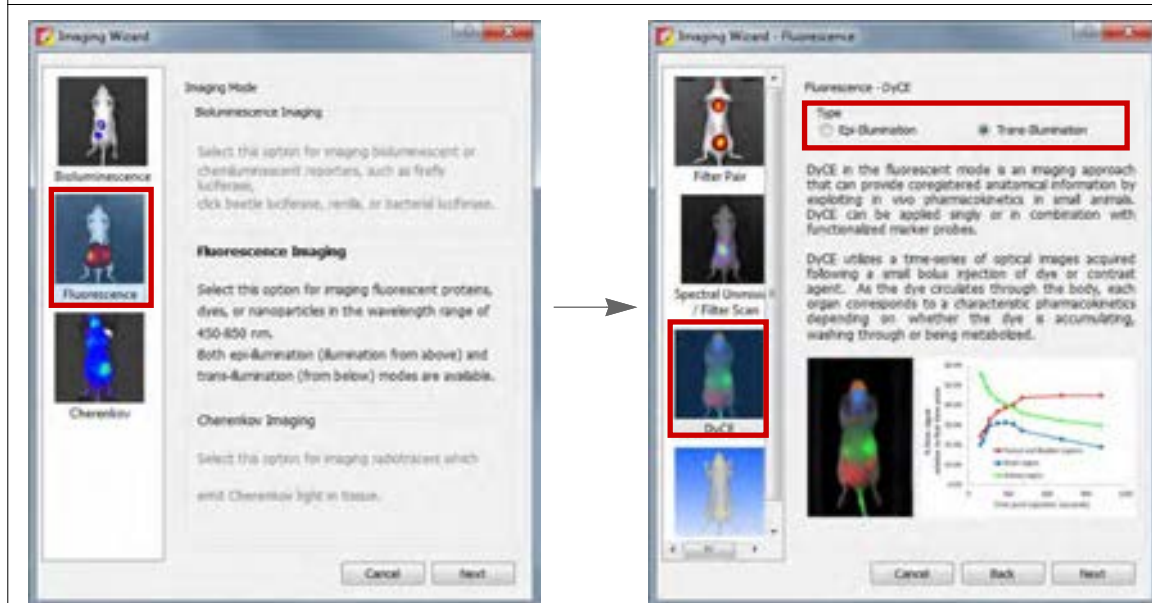 Imaging Wizard
Bioluminescence
Fluorescence
Cherenkov
Imaging Mode
Bioluminescence Imaging
Select this option for imaging bioluminescent or
chemiluminescent reporters, such as firefly
luciferase,
click beetle luciferase, renilla, or bacterial luciferase.
Fluorescence Imaging
Select this option for imaging fluorescent proteins,
dyes, or nanoparticles in the wavelength range of
450-850 nm.
Both epi-illumination (illumination from above) and
trans-illumination (from below) modes are available.
Cherenkov Imaging
Select this option for imaging radiotracers which
emit Cherenkov light in tissue.
Cancel
Next
Imaging Wizard - Fluorescence
Filter Pair
Spectral Unmixi
/ Filter Scan
DyCE
Fluorescence - DyCE
Type
Epi-Illumination
Trans-Illumination
DyCE in the fluorescent mode is an imaging approach
that can provide coregistered anatomical information by
exploiting in vivo pharmacokinetics in small animals.
DyCE can be applied singly or in combination with
functionalized marker probes.
DyCE utilizes a time-series of optical images acquired
following a small bolus injection of dye or contrast
agent. As the dye circulates through the body, each
organ corresponds to a characteristic pharmacokinetics
depending on whether the dye is accumulating,
washing through or being metabolized.
Cancel
Back
Next